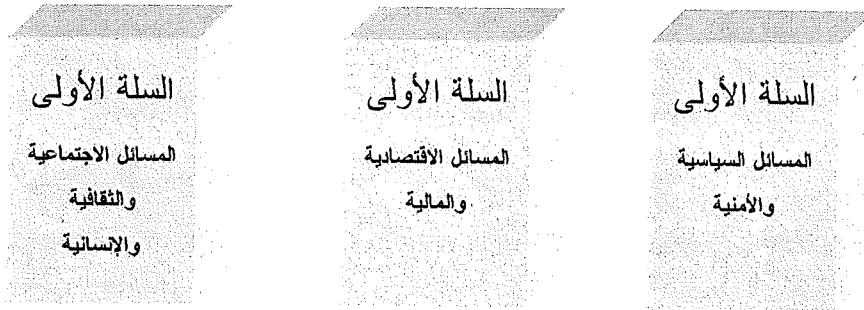 السلة الأولى
المسائل السياسية
والأمنية
السلة الأولى
المسائل الاقتصادية
والمالية
السلة الأولى
المسائل الاجتماعية
والثقافية
والإنسانية